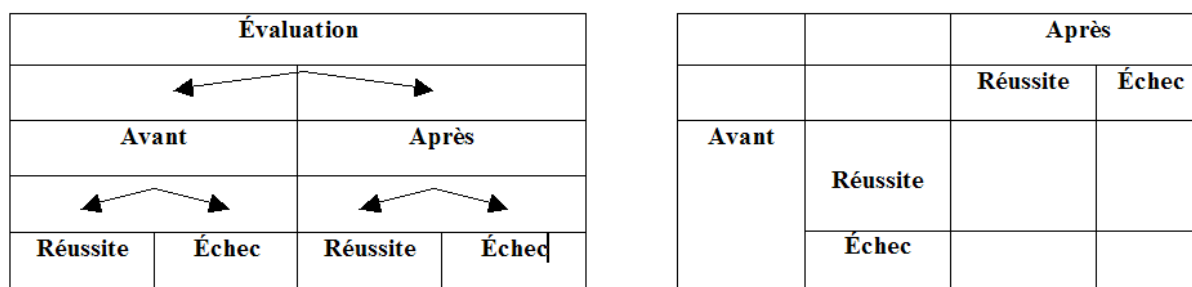 Évaluation
Avant Après
Réussite Échec Réussite Échec
Après
Réussite Échec
Avant
Réussite
Échec